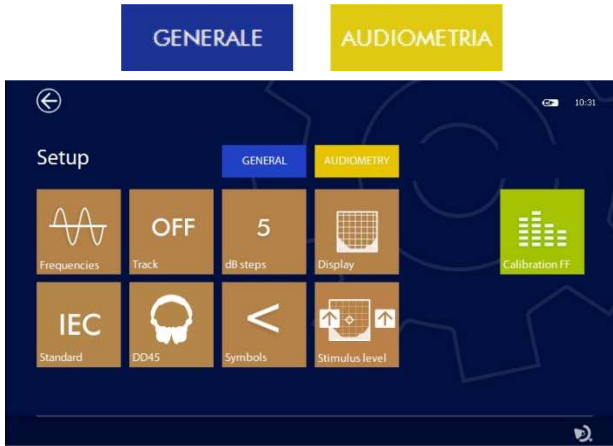 GENERALE
AUDIOMETRIA
10:31
Setup
GENERAL
AUDIOMETRY
OFF
5
Frequencies
Track
dB steps
Display
Calibration FF
IEC
<
Standard
DD45
Symbols
Stimulus level